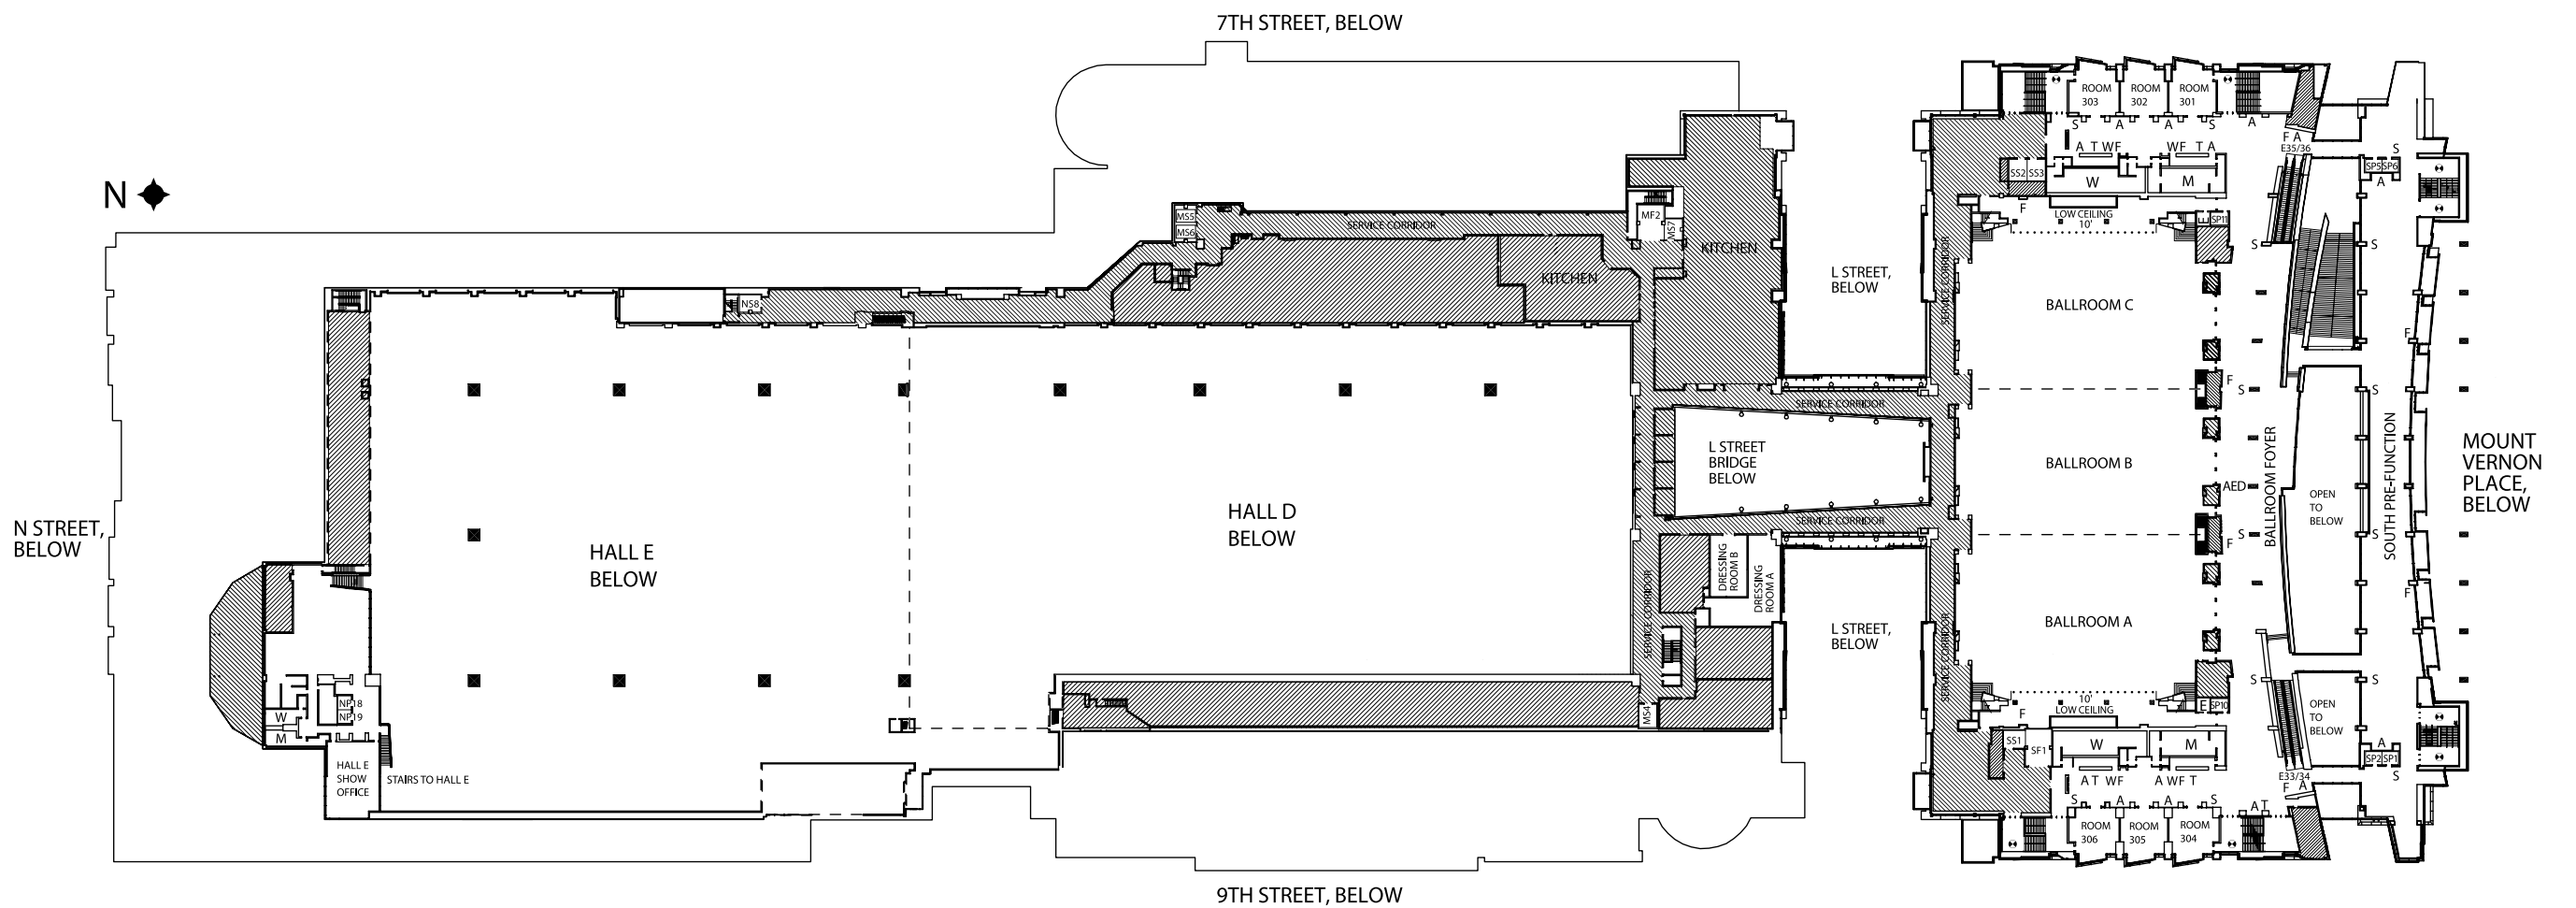 7TH STREET, BELOW
N
N STREET,
BELOW
HALL E
BELOW
HALL D
BELOW
MS5
MS6
NS8
SERVICE CORRIDOR
MF2
MS7
KITCHEN
KITCHEN
L STREET,
BELOW
SERVICE CORRIDOR
L STREET
BRIDGE
BELOW
SERVICE CORRIDOR
SERVICE CORRIDOR
DRESSING
ROOM B
DRESSING
ROOM A
MS4
L STREET,
BELOW
W
M
NP18
NP19
HALL E
SHOW
OFFICE
STAIRS TO HALL E
9TH STREET, BELOW
ROOM
303
ROOM
302
ROOM
301
S A A S A
F A
E35/36
A T WF WF T A
SS2 SS3
W
M
F
LOW CEILING
10'
E SP11
S
SP5 SP6
A
S S
SERVICE CORRIDOR
BALLROOM C
F
F
S S
BALLROOM B
AED
BALLROOM FOYER
OPEN
TO
BELOW
SOUTH PRE-FUNCTION
MOUNT
VERNON
PLACE,
BELOW
S S
F
F
SERVICE CORRIDOR
BALLROOM A
S S
10'
LOW CEILING
F
E SP10
OPEN
TO
BELOW
SS1
SF1
W
M
A
SP2 SP1
S
E33/34
F A
A T WF A WF T
S A A S A T
ROOM
306
ROOM
305
ROOM
304